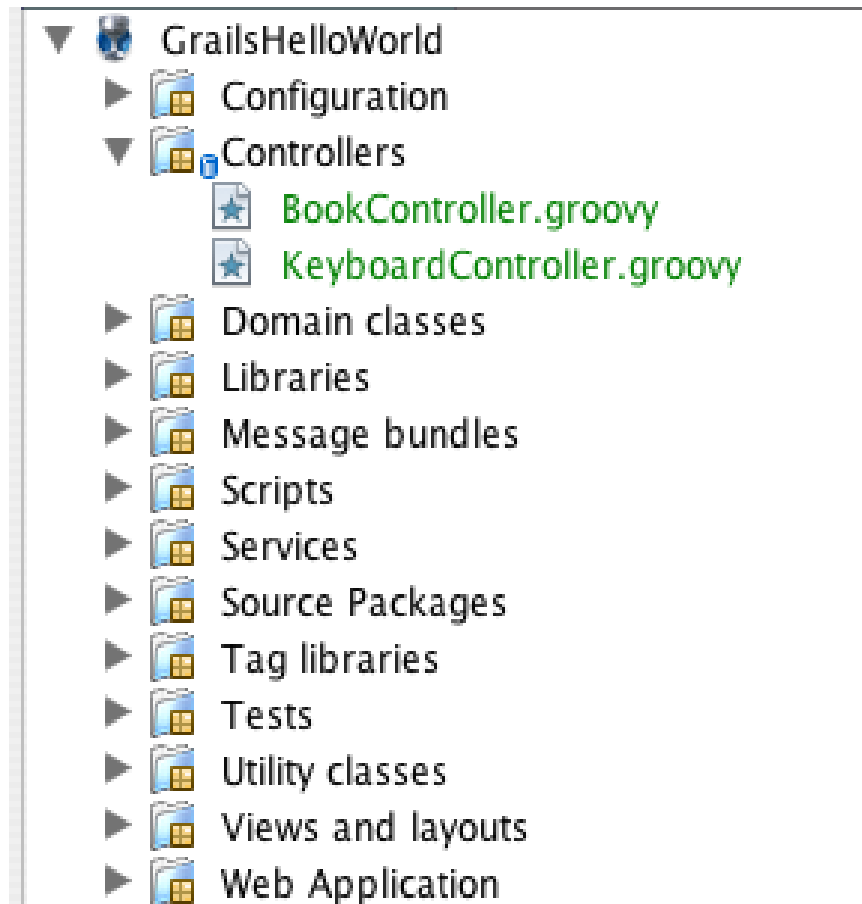 GrailsHelloWorld
Configuration
Controllers
BookController.groovy
KeyboardController.groovy
Domain classes
Libraries
Message bundles
Scripts
Services
Source Packages
Tag libraries
Tests
Utility classes
Views and layouts
Web Application